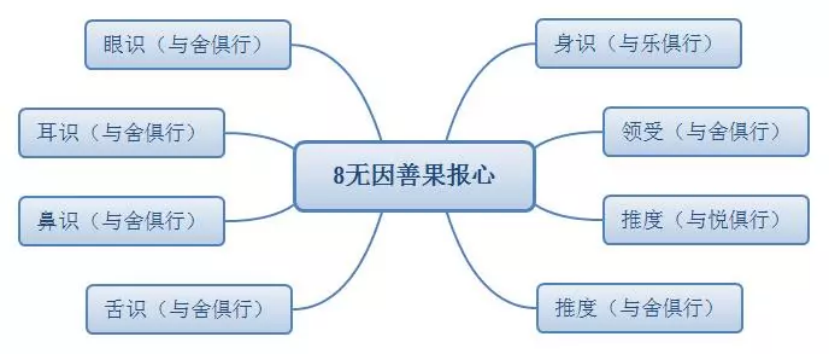 眼识（与舍俱行）
耳识（与舍俱行）
鼻识（与舍俱行）
舌识（与舍俱行）
8无因善果报心
身识（与乐俱行）
领受（与舍俱行）
推度（与悦俱行）
推度（与舍俱行）